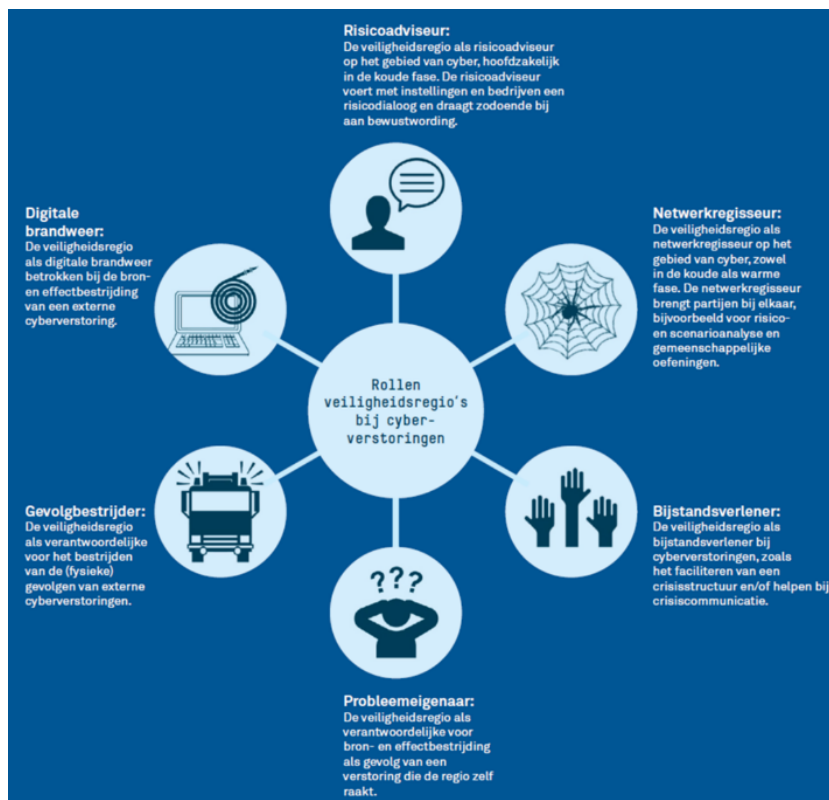 Risicoadviseur:
De veiligheidsregio als risicoadviseur
op het gebied van cyber, hoofdzakelijk
in de koude fase. De risicoadviseur
voert met instellingen en bedrijven een
risicodialoog en draagt zodoende bij
aan bewustwording.
Digitale
brandweer:
De veiligheidsregio
als digitale brandweer
betrokken bij de bron-
en effectbestrijding
van een externe
cyberverstoring.
Netwerkregisseur:
De veiligheidsregio als
netwerkregisseur op het
gebied van cyber, zowel
in de koude als warme
fase. De netwerkregisseur
brengt partijen bij elkaar,
bijvoorbeeld voor risico-
en scenarioanalyse en
gemeenschappelijke
oefeningen.
Rollen
veiligheidsregio's
bij cyber-
verstoringen
Gevolgbestrijder:
De veiligheidsregio
als verantwoordelijke
voor het bestrijden
van de (fysieke)
gevolgen van externe
cyberverstoringen.
Bijstandsverlener:
De veiligheidsregio als
bijstandsverlener bij
cyberverstoringen, zoals
het faciliteren van een
crisisstructuur en/of helpen bij
crisiscommunicatie.
???
Probleemeigenaar:
De veiligheidsregio als
verantwoordelijke voor
bron- en effectbestrijding
als gevolg van een
verstoring die de regio zelf
raakt.